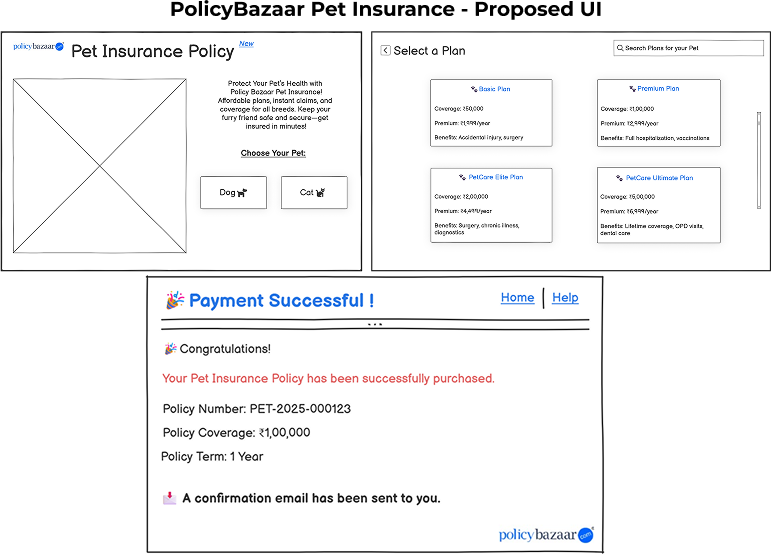 PolicyBazaar Pet Insurance - Proposed UI
policybazaar.com
Pet Insurance Policy
New
Protect Your Pet's Health with
Policy Bazaar Pet Insurance!
Affordable plans, instant claims, and
coverage for all breeds. Keep your
furry friend safe and secure—get
insured in minutes!
Choose Your Pet:
Dog
Cat
Select a Plan
Search Plans for your Pet
Basic Plan
Coverage: ₹50,000
Premium: ₹1,999/year
Benefits: Accidental injury, surgery
Premium Plan
Coverage: ₹1,00,000
Premium: ₹2,999/year
Benefits: Full hospitalization, vaccinations
PetCare Elite Plan
Coverage: ₹2,00,000
Premium: ₹4,499/year
Benefits: Surgery, chronic illness,
diagnostics
PetCare Ultimate Plan
Coverage: ₹5,00,000
Premium: ₹6,999/year
Benefits: Lifetime coverage, OPD visits,
dental care
Payment Successful !
Home
Help
Congratulations!
Your Pet Insurance Policy has been successfully purchased.
Policy Number: PET-2025-000123
Policy Coverage: ₹1,00,000
Policy Term: 1 Year
A confirmation email has been sent to you.
policybazaar.com